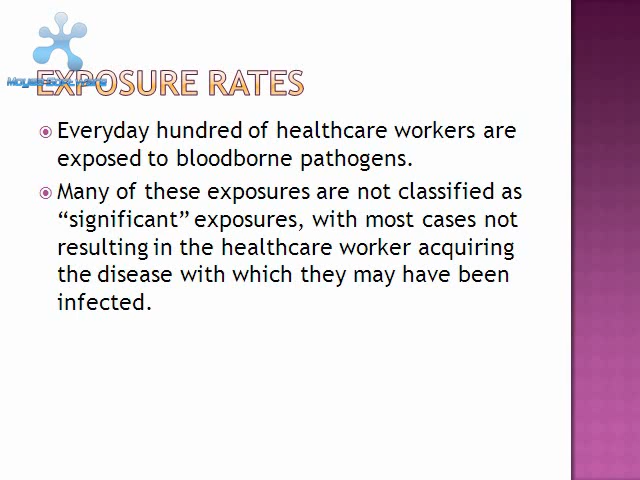 EXPOSURE RATES
Everyday hundred of healthcare workers are
exposed to bloodborne pathogens.
Many of these exposures are not classified as
“significant” exposures, with most cases not
resulting in the healthcare worker acquiring
the disease with which they may have been
infected.